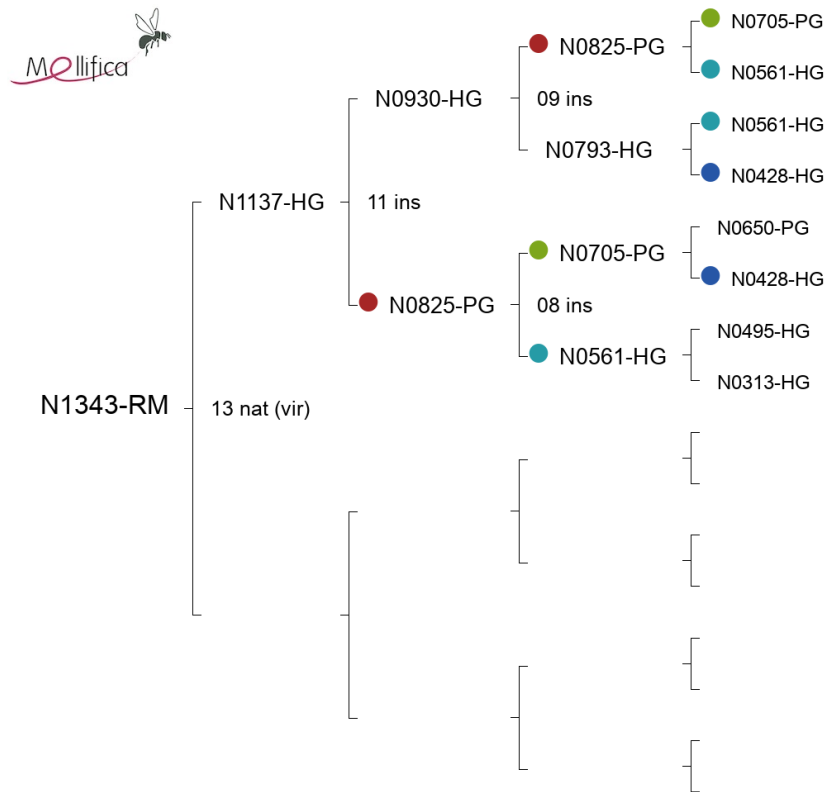 Mellifica
N0705-PG
N0825-PG
N0561-HG
N0930-HG
09 ins
N0561-HG
N0793-HG
N0428-HG
N1137-HG
11 ins
N0650-PG
N0705-PG
N0428-HG
N0825-PG
08 ins
N0495-HG
N0561-HG
N0313-HG
N1343-RM
13 nat (vir)